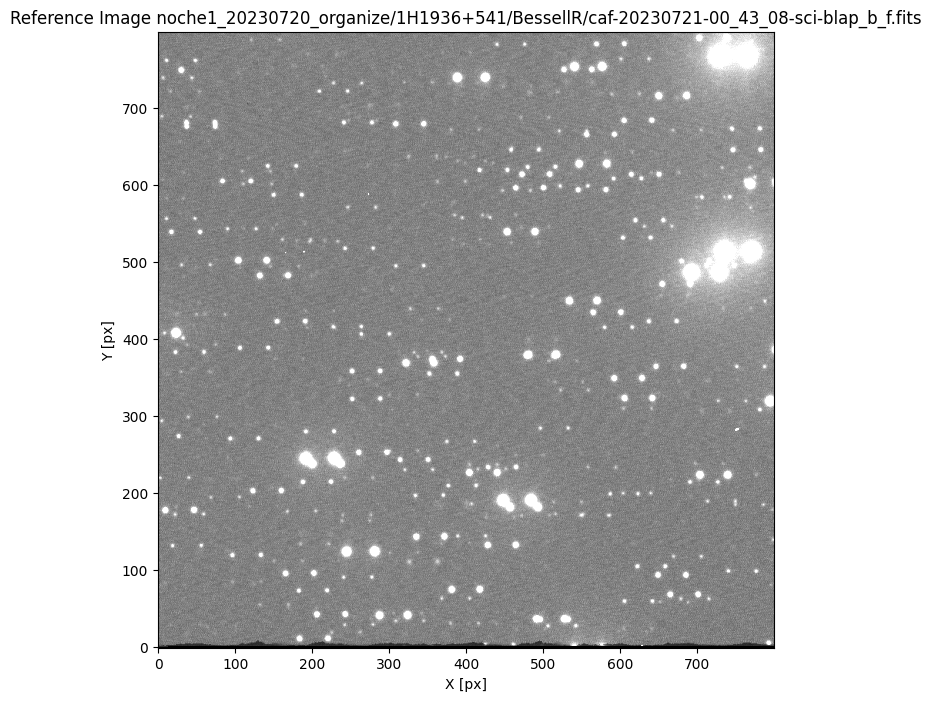 Reference Image noche1_20230720_organize/1H1936+541/BessellR/caf-20230721-00_43_08-sci-blap_b_f.fits
Y [px]
700
600
500
400
300
200
100
0
0 100 200 300 400 500 600 700
X [px]